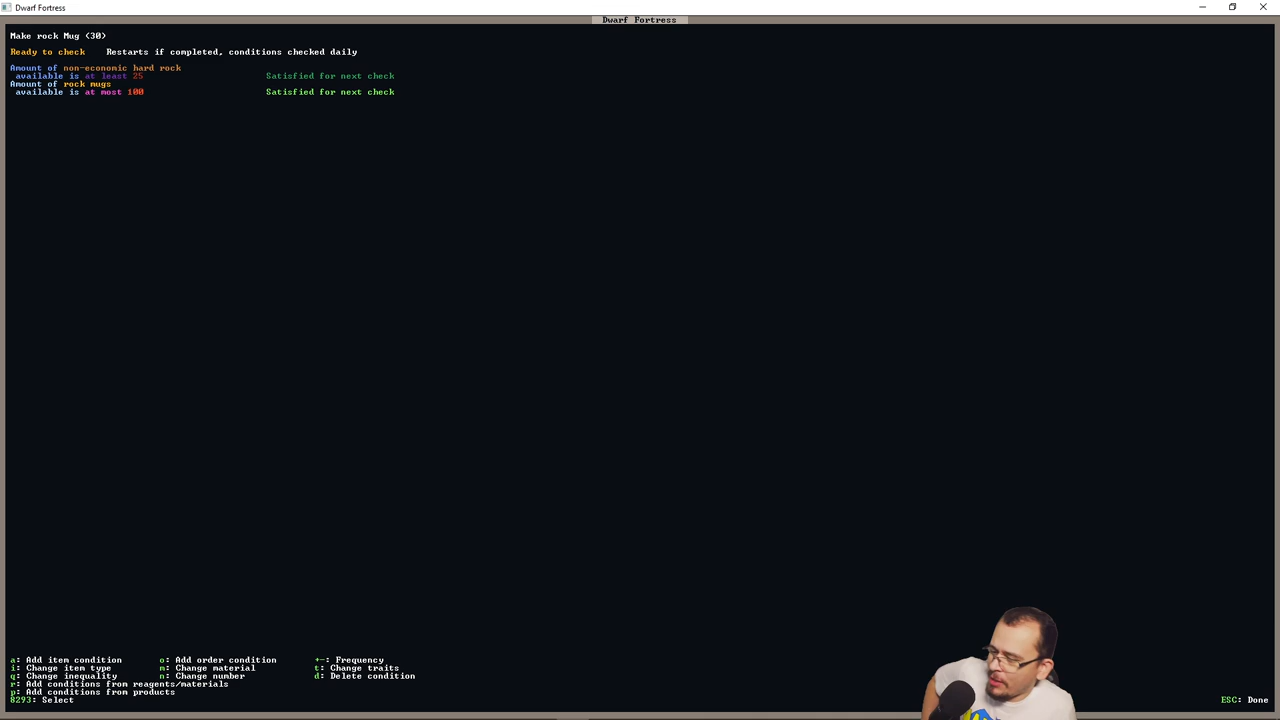 Dwarf Fortress
Dwarf Fortress
Make rock Mug (30)
Ready to check Restarts if completed, conditions checked daily
Amount of non-economic hard rock
available is at least 25 Satisfied for next check
Amount of rock mugs
available is at most 100 Satisfied for next check
a: Add item condition o: Add order condition +-: Frequency
i: Change item type m: Change material t: Change traits
q: Change inequality n: Change number d: Delete condition
r: Add conditions from reagents/materials
p: Add conditions from products
8293: Select ESC: Done